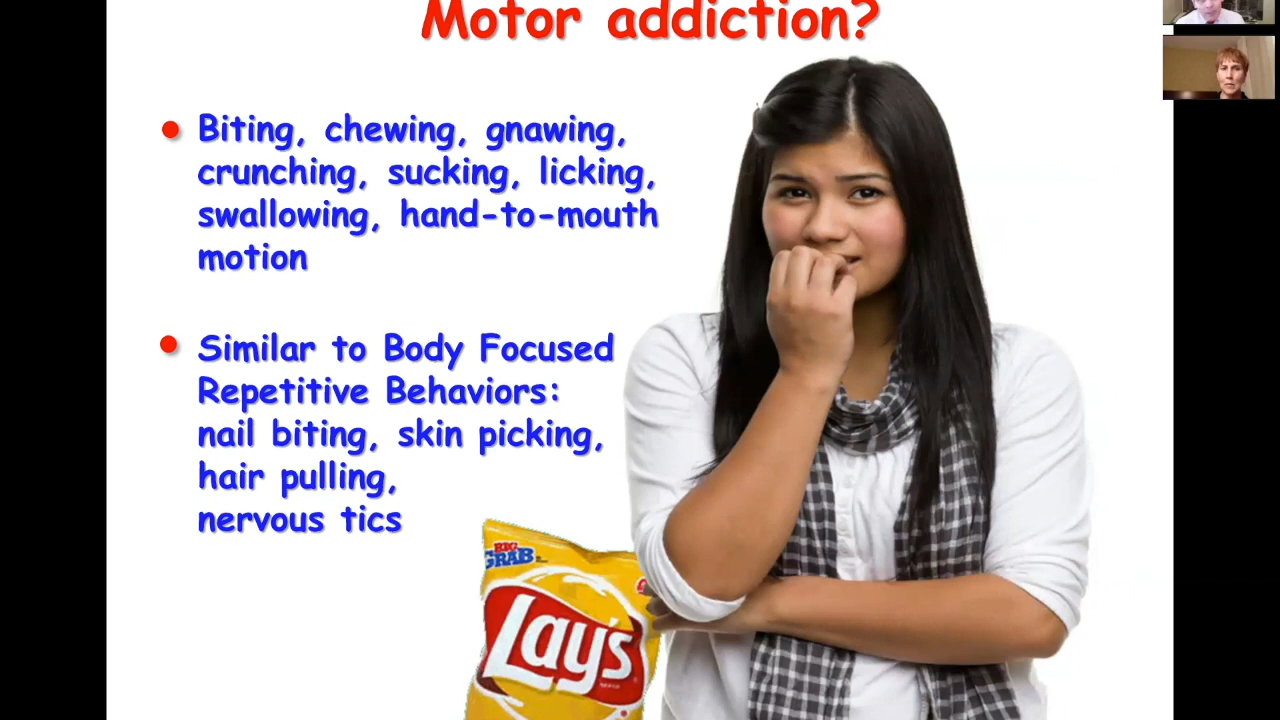 Motor addiction?
Biting, chewing, gnawing,
crunching, sucking, licking,
swallowing, hand-to-mouth
motion
Similar to Body Focused
Repetitive Behaviors:
nail biting, skin picking,
hair pulling,
nervous tics
BIG
GRAB
Lay's